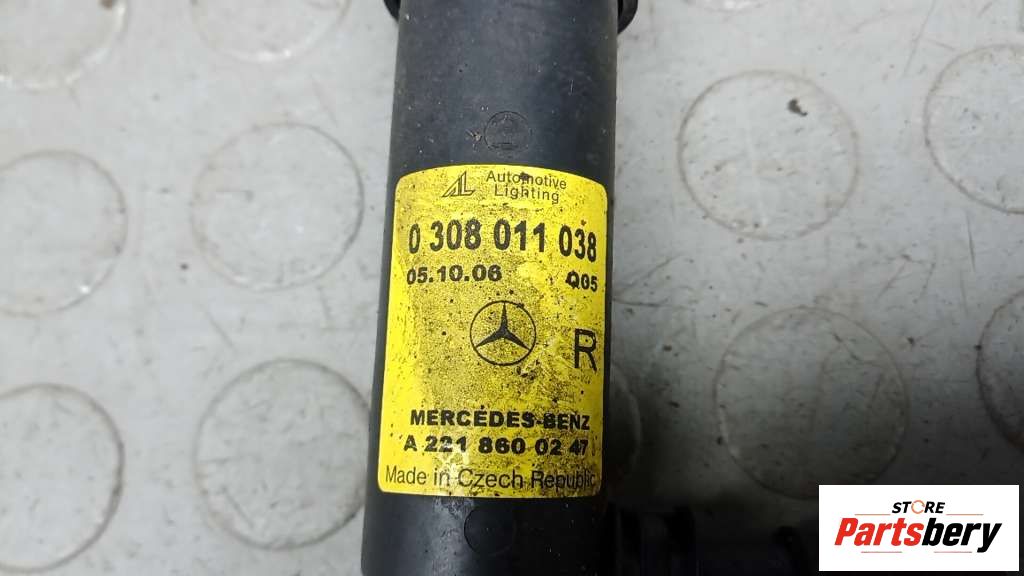 AL Automotive
Lighting
0 308 011 038
05.10.06 Q05
R
MERCEDES-BENZ
A 221 860 02 47
Made in Czech Republic
STORE
Partsbery